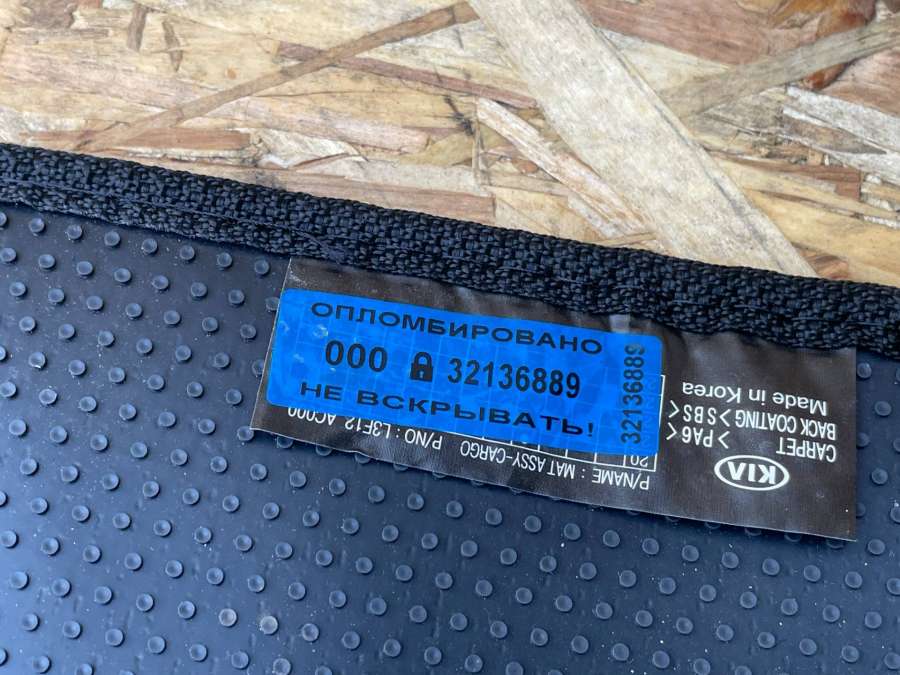 ОПЛОМБИРОВАНО
000 32136889
НЕ ВСКРЫВАТЬ!
32136889
KIA
CARPET >PA6<
BACK COATING >SBS<
Made in Korea
P/NAME : MAT ASSY-CARGO
P/NO : L3F12 AC000
20